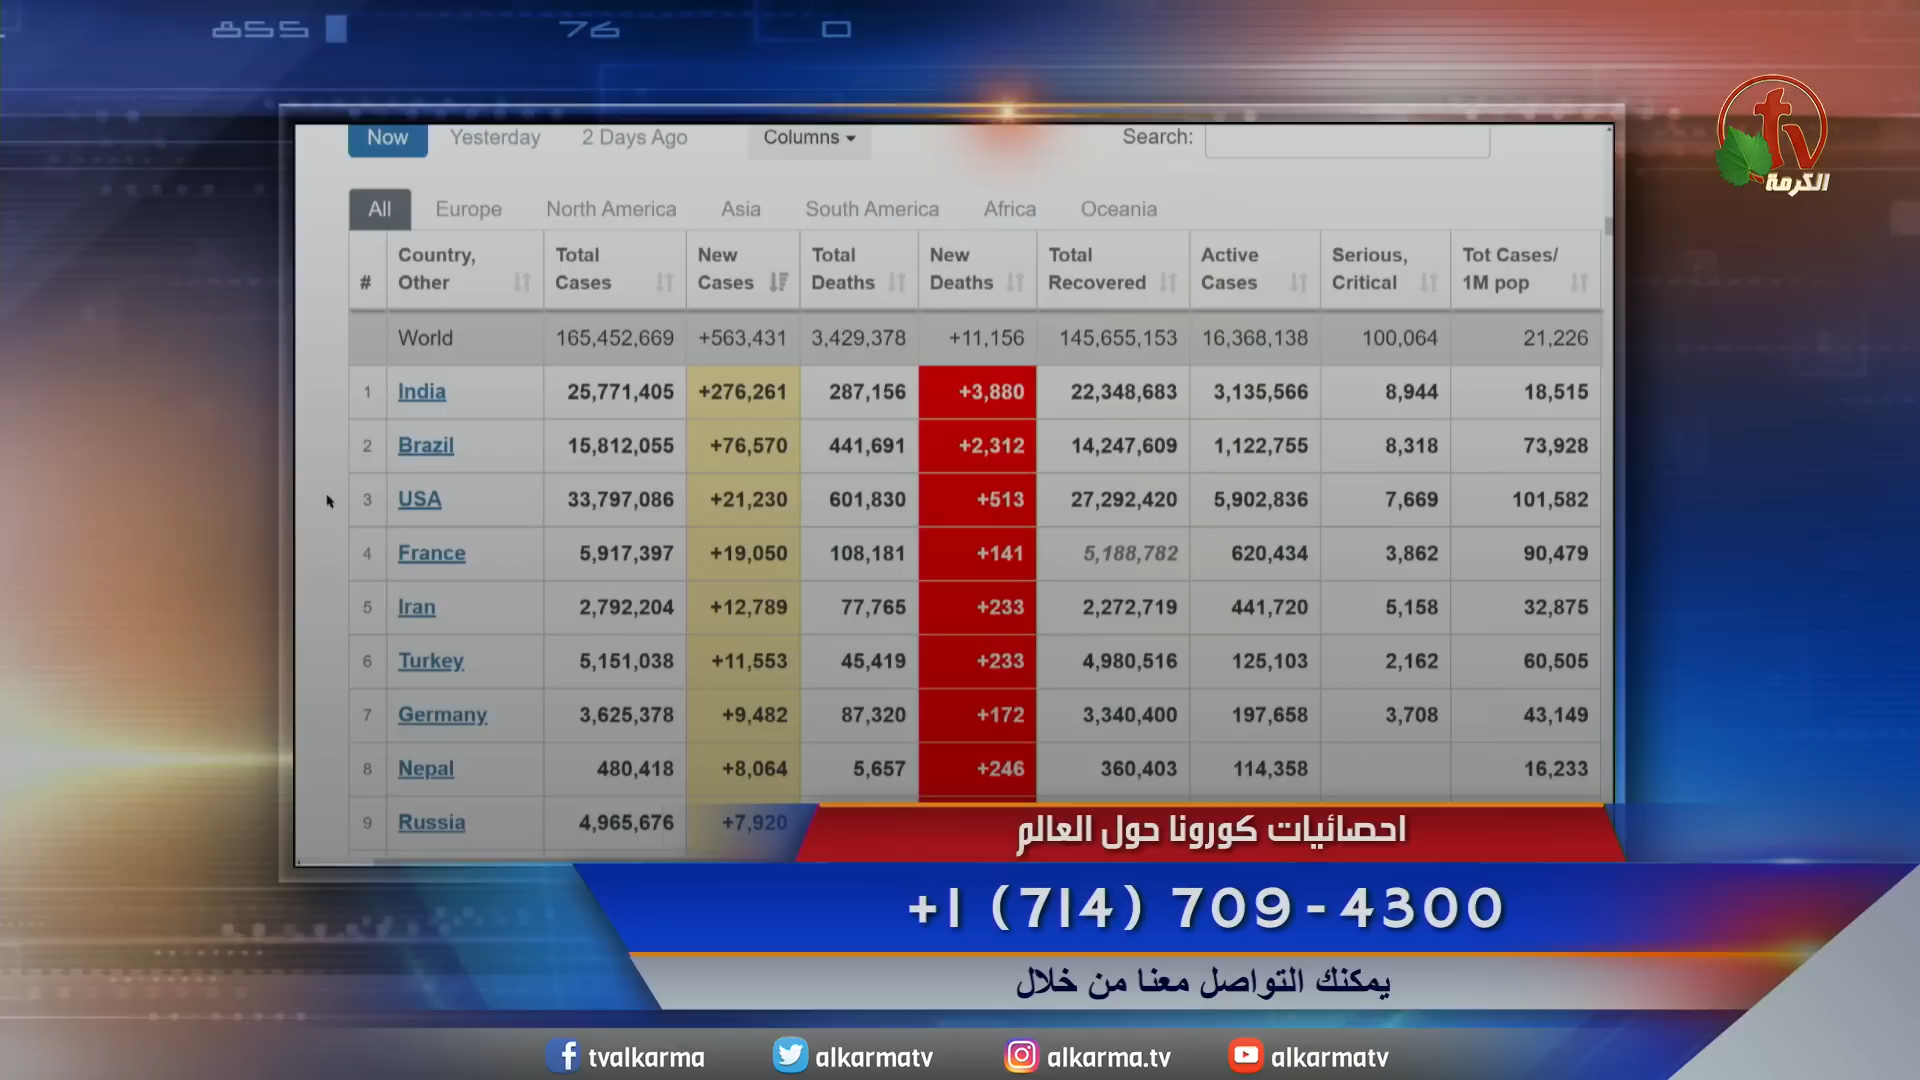 855 76 0
tv
الكرمة
Now Yesterday 2 Days Ago Columns Search:
All Europe North America Asia South America Africa Oceania
# Country, Other Total Cases New Cases Total Deaths New Deaths Total Recovered Active Cases Serious, Critical Tot Cases/ 1M pop
World 165,452,669 +563,431 3,429,378 +11,156 145,655,153 16,368,138 100,064 21,226
1 India 25,771,405 +276,261 287,156 +3,880 22,348,683 3,135,566 8,944 18,515
2 Brazil 15,812,055 +76,570 441,691 +2,312 14,247,609 1,122,755 8,318 73,928
3 USA 33,797,086 +21,230 601,830 +513 27,292,420 5,902,836 7,669 101,582
4 France 5,917,397 +19,050 108,181 +141 5,188,782 620,434 3,862 90,479
5 Iran 2,792,204 +12,789 77,765 +233 2,272,719 441,720 5,158 32,875
6 Turkey 5,151,038 +11,553 45,419 +233 4,980,516 125,103 2,162 60,505
7 Germany 3,625,378 +9,482 87,320 +172 3,340,400 197,658 3,708 43,149
8 Nepal 480,418 +8,064 5,657 +246 360,403 114,358 16,233
9 Russia 4,965,676 +7,920
احصائيات كورونا حول العالم
+1 (714) 709-4300
يمكنك التواصل معنا من خلال
tvalkarma alkarmatv alkarma.tv alkarmatv